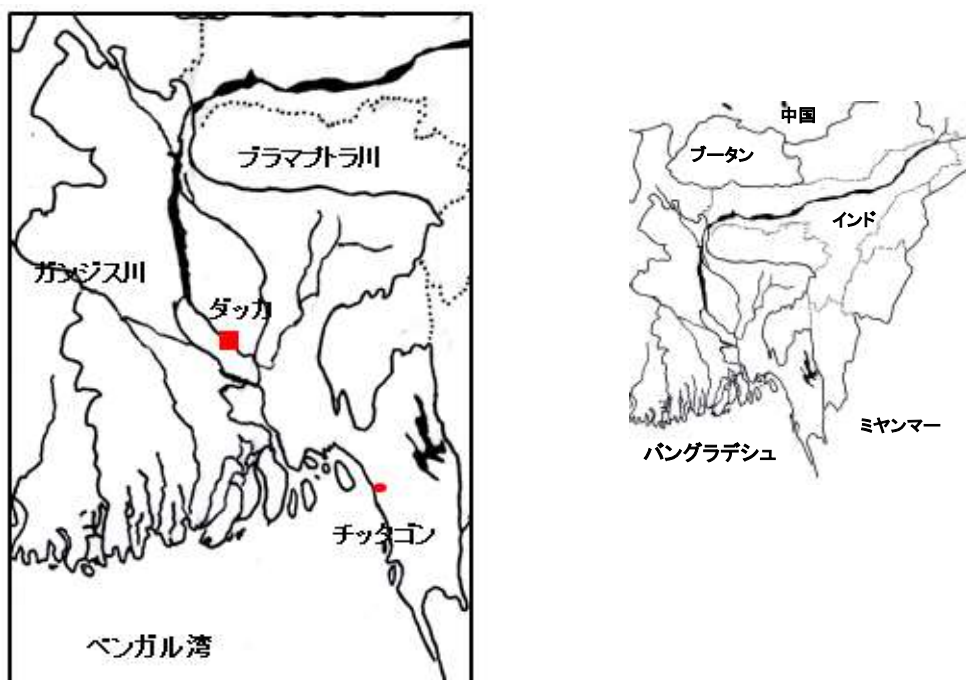 ブラマプトラ川
ガンジス川
ダッカ
チッタゴン
ベンガル湾
中国
ブータン
インド
ミヤンマー
バングラデシュ